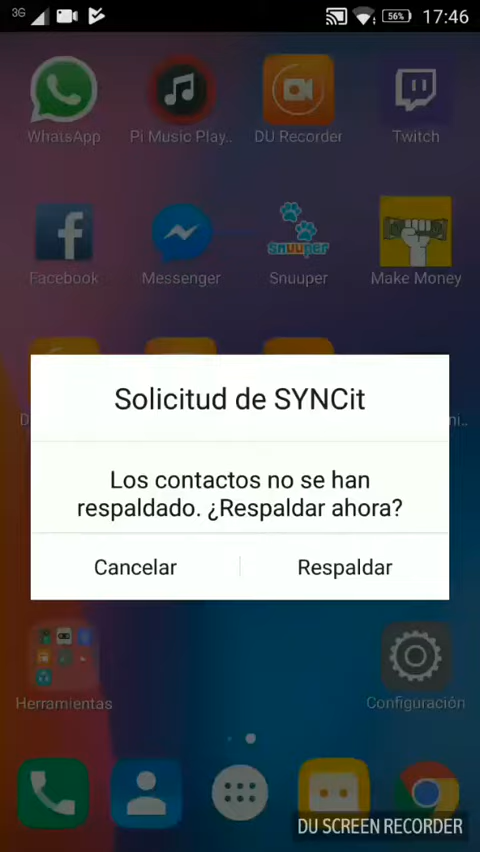 3G 56% 17:46
WhatsApp Pi Music Play.. DU Recorder Twitch
Facebook Messenger Snuuper Make Money
Solicitud de SYNCit
Los contactos no se han
respaldado. ¿Respaldar ahora?
Cancelar Respaldar
Herramientas Configuración
DU SCREEN RECORDER